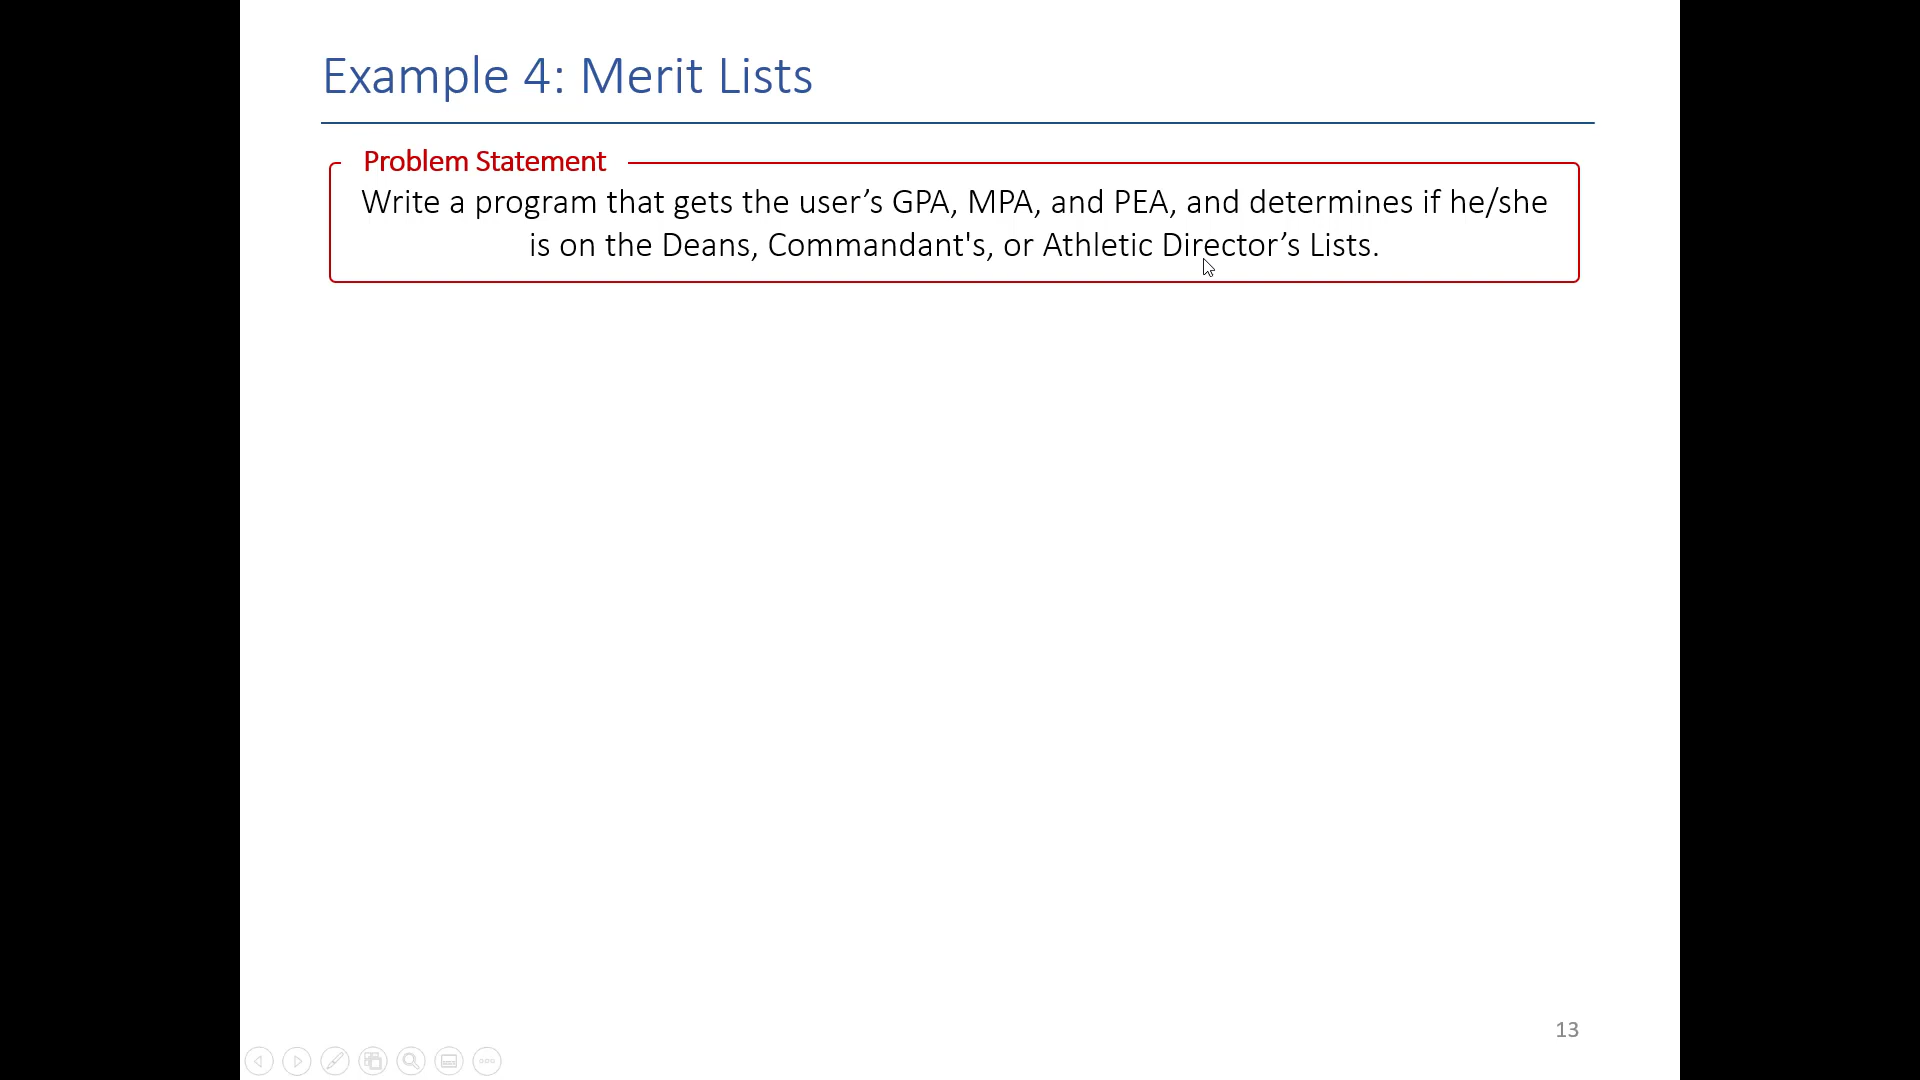 Example 4: Merit Lists
Problem Statement
Write a program that gets the user’s GPA, MPA, and PEA, and determines if he/she
is on the Deans, Commandant's, or Athletic Director’s Lists.
13